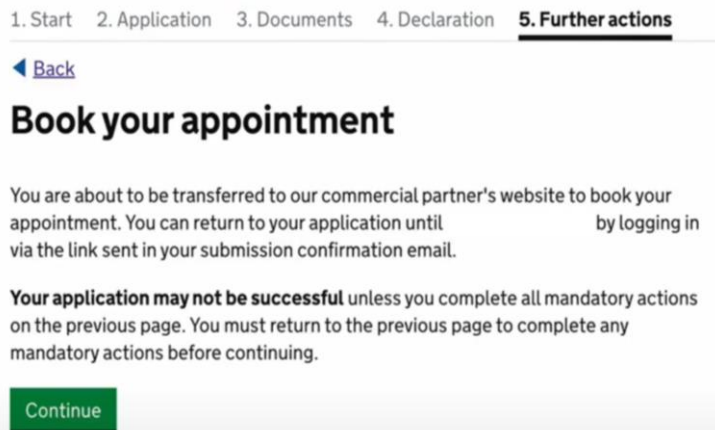 1. Start 2. Application 3. Documents 4. Declaration 5. Further actions
Back
Book your appointment
You are about to be transferred to our commercial partner's website to book your
appointment. You can return to your application until by logging in
via the link sent in your submission confirmation email.
Your application may not be successful unless you complete all mandatory actions
on the previous page. You must return to the previous page to complete any
mandatory actions before continuing.
Continue